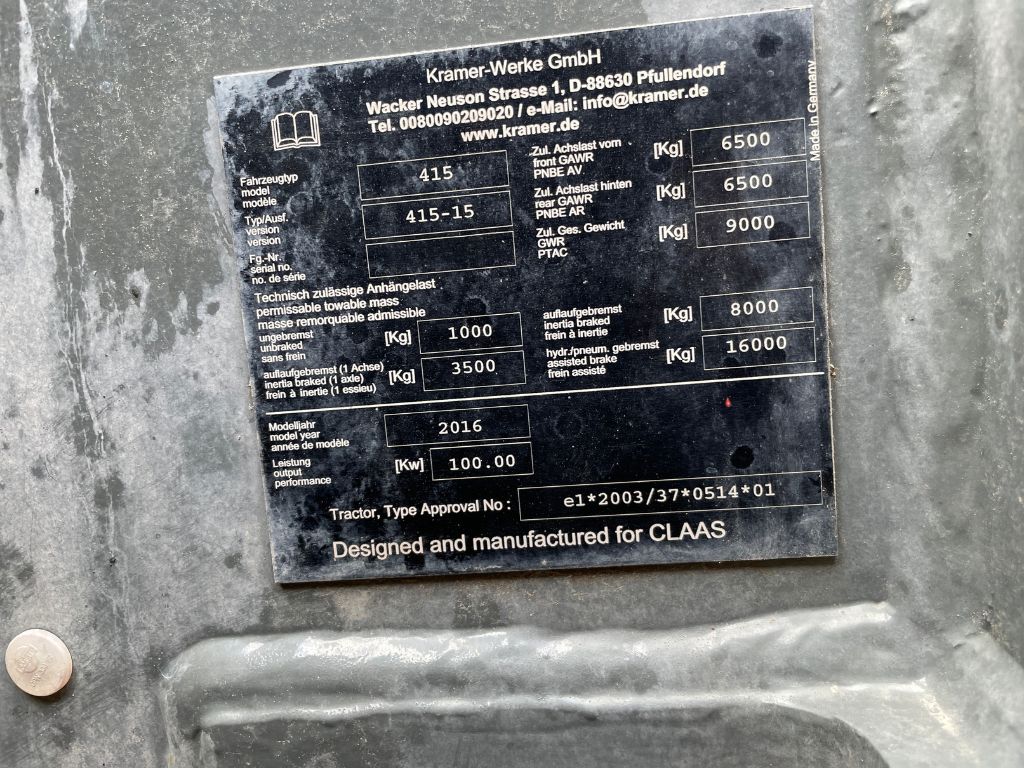 Kramer-Werke GmbH
Wacker Neuson Strasse 1, D-88630 Pfullendorf
Tel. 0080090209020 / e-Mail: info@kramer.de
www.kramer.de
Made in Germany
Fahrzeugtyp
model
modèle
415
Typ/Ausf.
version
version
415-15
Fg.-Nr.
serial no.
no. de série
Zul. Achslast vorn
front GAWR
PNBE AV
[Kg] 6500
Zul. Achslast hinten
rear GAWR
PNBE AR
[Kg] 6500
Zul. Ges. Gewicht
GWR
PTAC
[Kg] 9000
Technisch zulässige Anhängelast
permissable towable mass
masse remorquable admissible
ungebremst
unbraked
sans frein
[Kg] 1000
auflaufgebremst (1 Achse)
inertia braked (1 axle)
frein à inertie (1 essieu)
[Kg] 3500
auflaufgebremst
inertia braked
frein à inertie
[Kg] 8000
hydr./pneum. gebremst
assisted brake
frein assisté
[Kg] 16000
Modelljahr
model year
année de modèle
2016
Leistung
output
performance
[Kw] 100.00
Tractor, Type Approval No : e1*2003/37*0514*01
Designed and manufactured for CLAAS